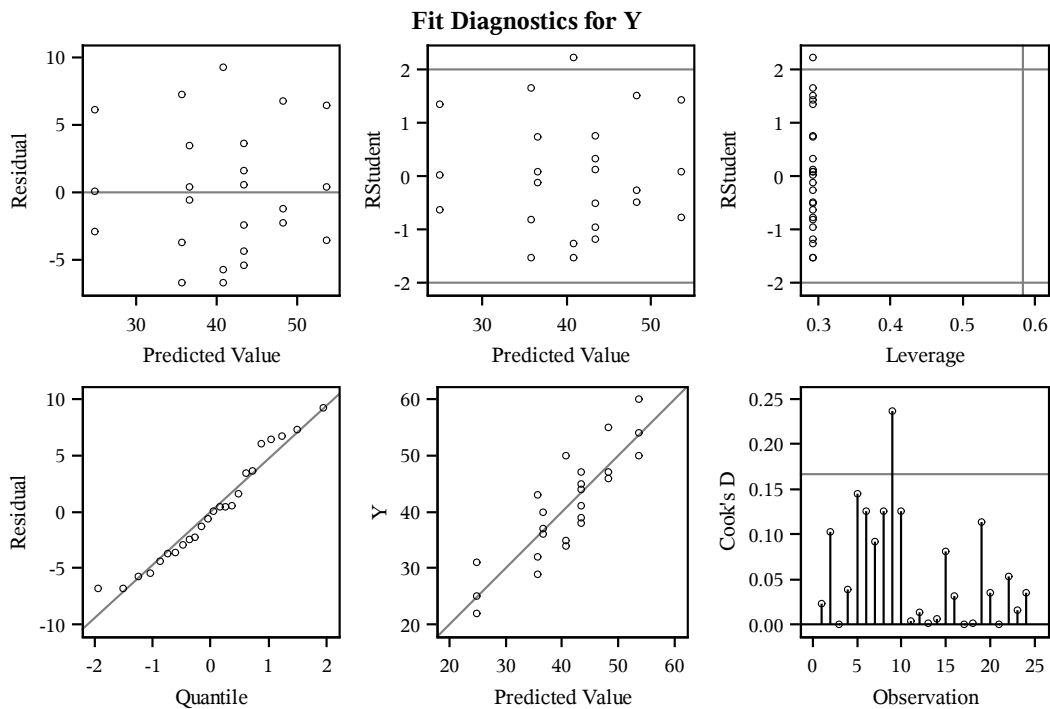 Fit Diagnostics for Y
10
5
0
-5
Residual
30 40 50
Predicted Value
2
1
0
-1
-2
RStudent
30 40 50
Predicted Value
2
1
0
-1
-2
RStudent
0.3 0.4 0.5 0.6
Leverage
10
5
0
-5
-10
Residual
-2 -1 0 1 2
Quantile
60
50
40
30
20
Y
20 30 40 50 60
Predicted Value
0.25
0.20
0.15
0.10
0.05
0.00
Cook's D
0 5 10 15 20 25
Observation